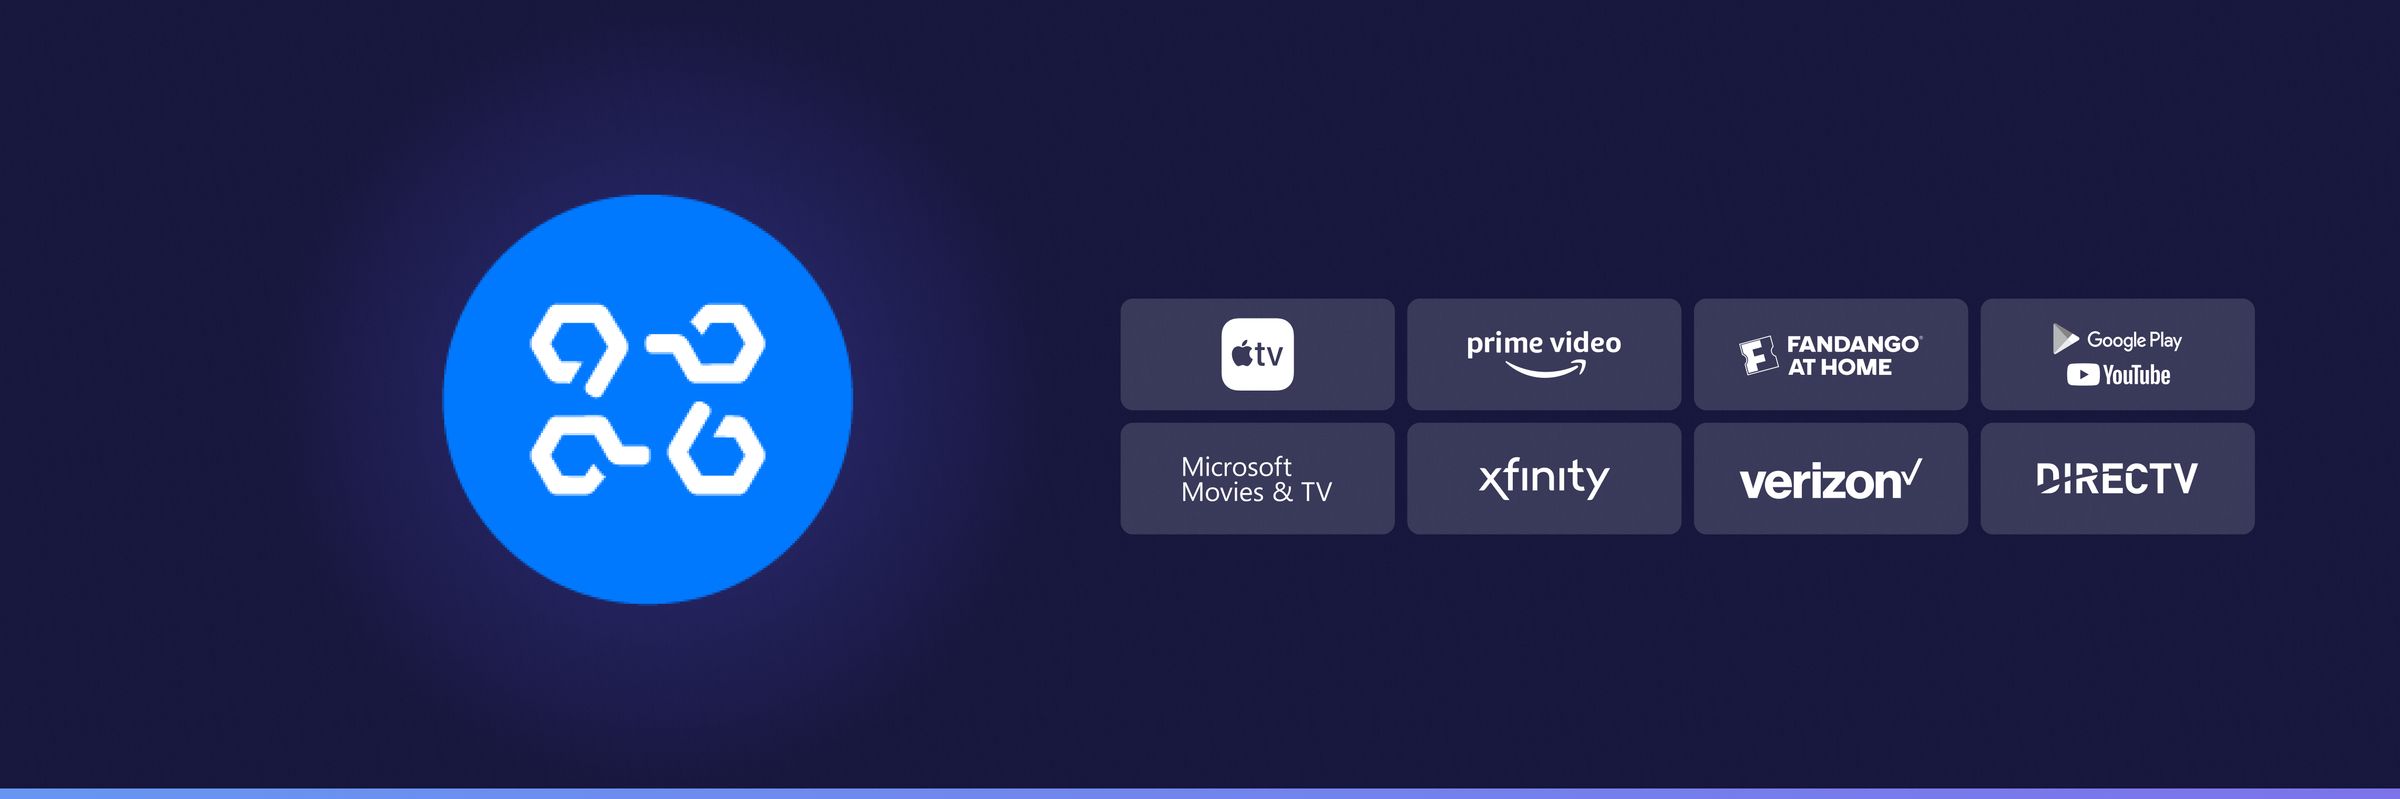 tv
prime video
FANDANGO
AT HOME
Google Play
YouTube
Microsoft
Movies & TV
xfinity
verizon
DIRECTV